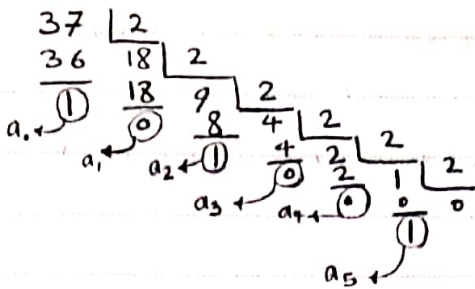 37 2
36 18 2
1 18 9 2
a₀ 0 8 4 2
a₁ 1 4 2 2
a₂ 0 2 1 2
a₃ 0 0 0
a₄ 1
a₅